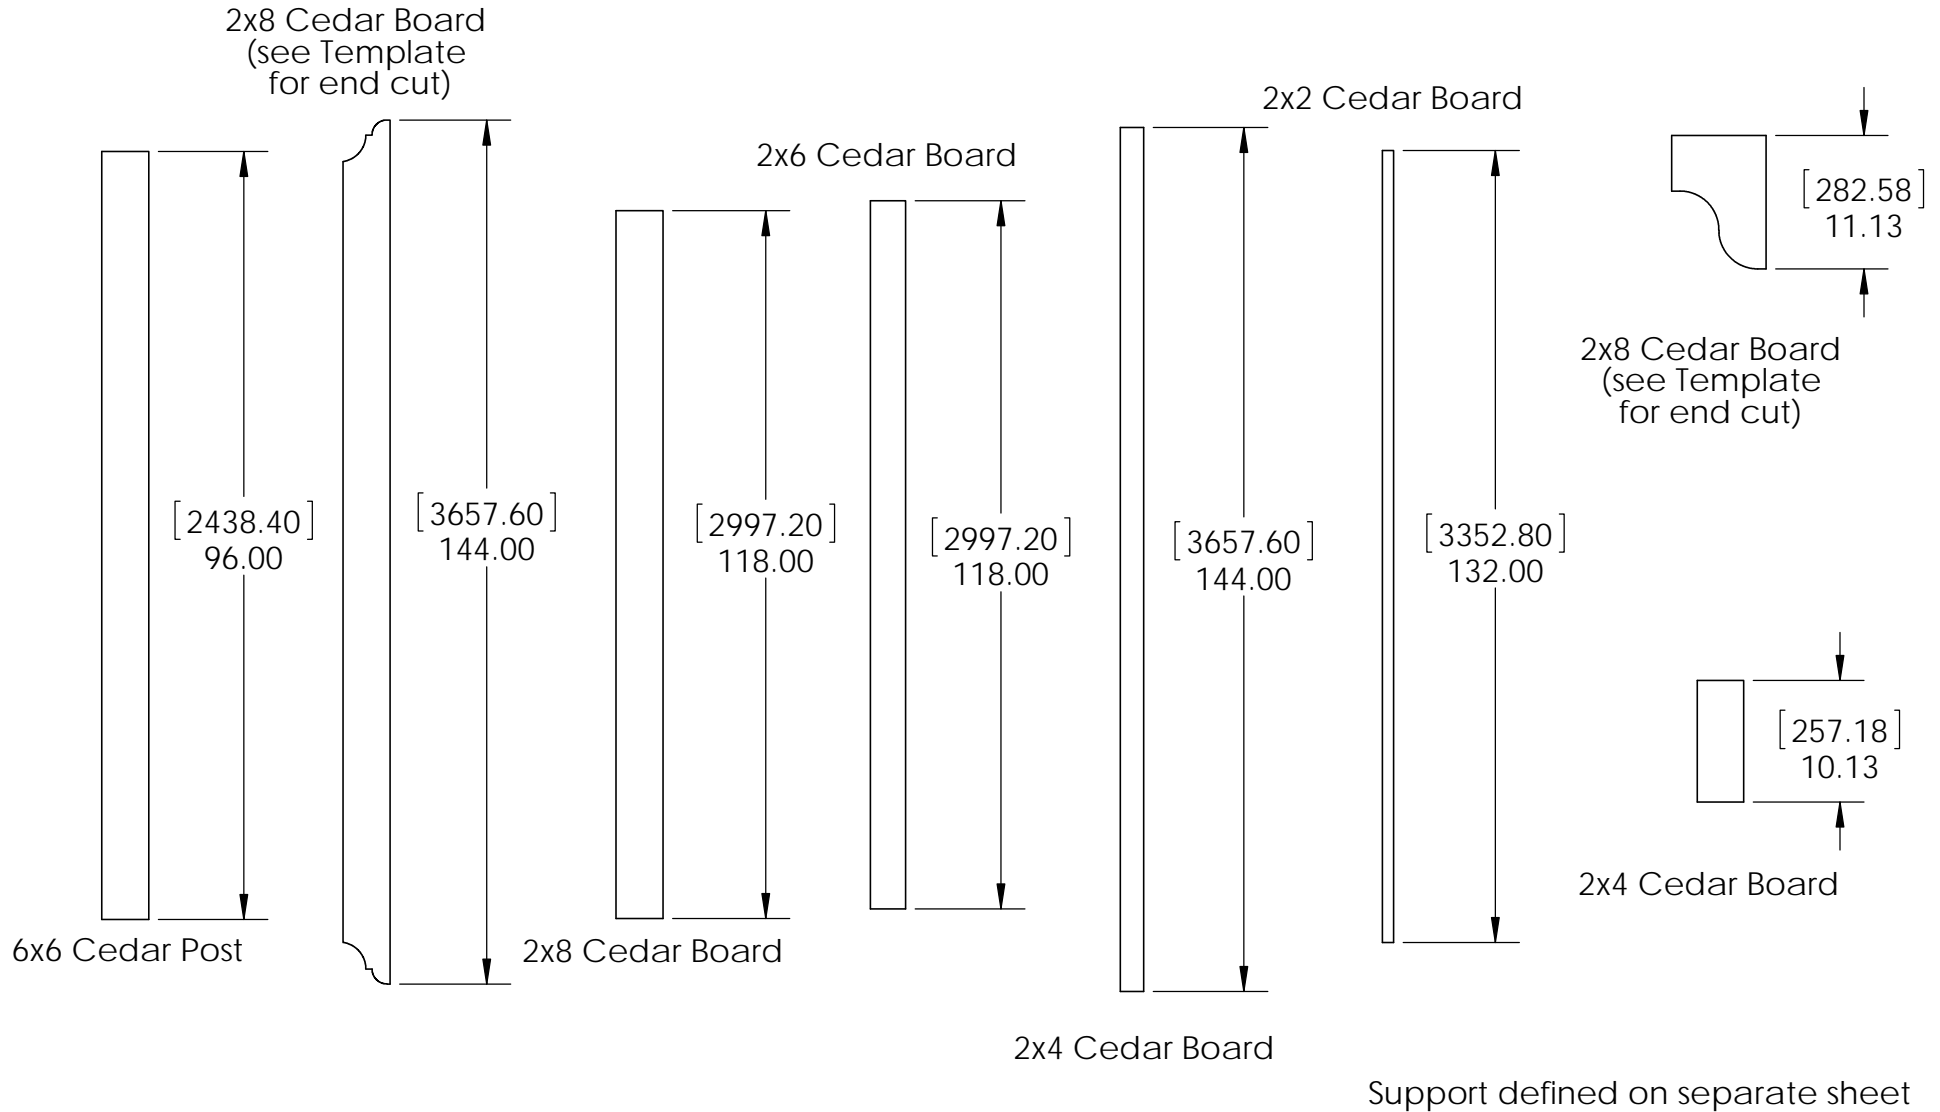 2x8 Cedar Board
(see Template
for end cut)
2x6 Cedar Board
2x2 Cedar Board
[2438.40]
96.00
[3657.60]
144.00
[2997.20]
118.00
[2997.20]
118.00
[3657.60]
144.00
[3352.80]
132.00
[282.58]
11.13
2x8 Cedar Board
(see Template
for end cut)
[257.18]
10.13
2x4 Cedar Board
6x6 Cedar Post
2x8 Cedar Board
2x4 Cedar Board
Support defined on separate sheet